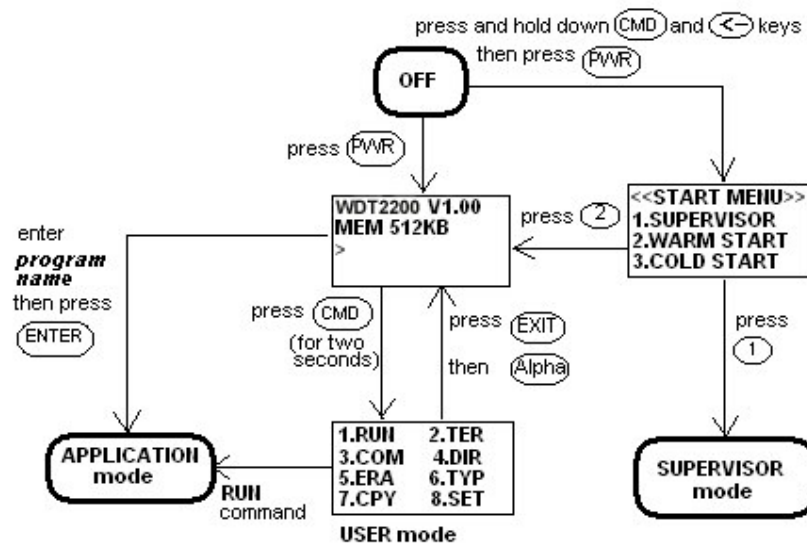 press and hold down CMD and <- keys
then press PWR
OFF
press PWR
WDT2200 V1.00
MEM 512KB
>
press 2
<<START MENU>>
1.SUPERVISOR
2.WARM START
3.COLD START
enter
program
name
then press
ENTER
press CMD
(for two
seconds)
press EXIT
then Alpha
press
1
APPLICATION
mode
RUN
command
1.RUN 2.TER
3.COM 4.DIR
5.ERA 6.TYP
7.CPY 8.SET
USER mode
SUPERVISOR
mode